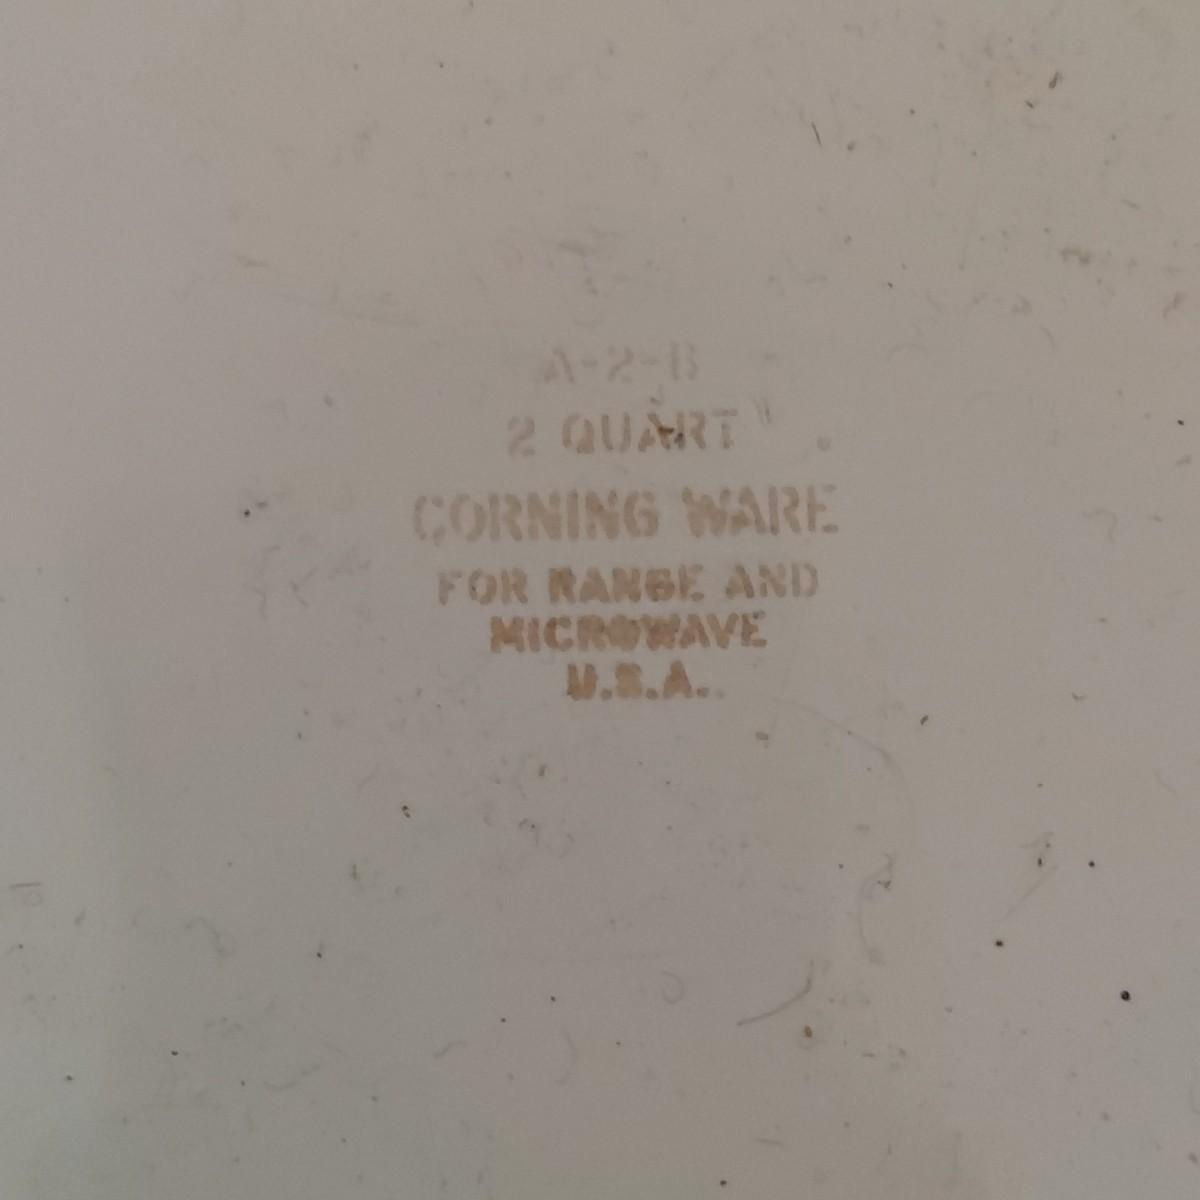 A-2-B
2 QUART
CORNING WARE
FOR RANGE AND
MICROWAVE
U.S.A.